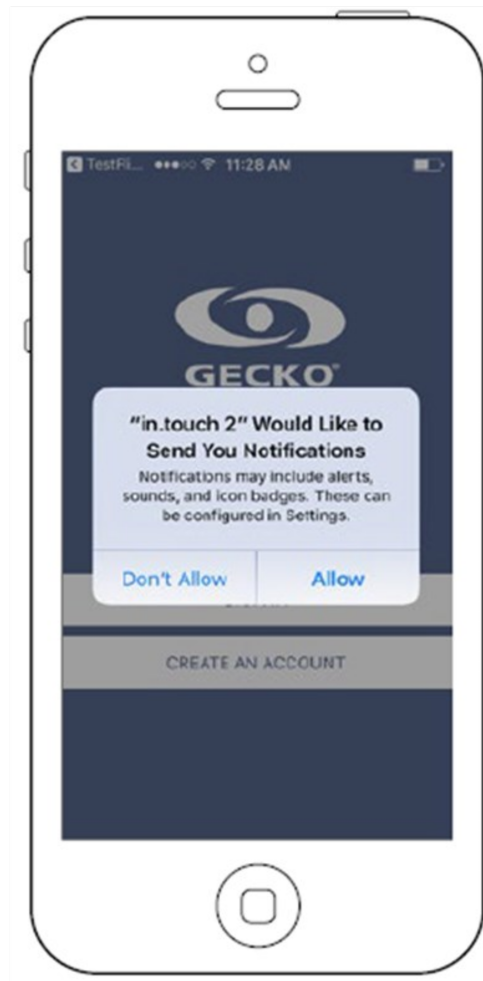 TestFli... 11:28 AM
GECKO®
"in.touch 2" Would Like to
Send You Notifications
Notifications may include alerts,
sounds, and icon badges. These can
be configured in Settings.
Don't Allow Allow
CREATE AN ACCOUNT